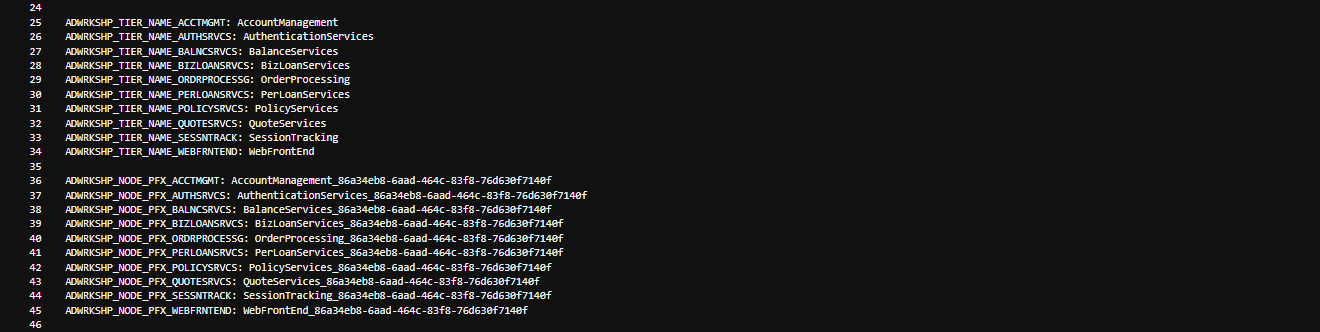 24
25 ADWRKSHP_TIER_NAME_ACCTMGMT: AccountManagement
26 ADWRKSHP_TIER_NAME_AUTHSRVCS: AuthenticationServices
27 ADWRKSHP_TIER_NAME_BALNCSRVCS: BalanceServices
28 ADWRKSHP_TIER_NAME_BIZLOANSRVCS: BizLoanServices
29 ADWRKSHP_TIER_NAME_ORDRPROCESSG: OrderProcessing
30 ADWRKSHP_TIER_NAME_PERLOANSRVCS: PerLoanServices
31 ADWRKSHP_TIER_NAME_POLICYSRVCS: PolicyServices
32 ADWRKSHP_TIER_NAME_QUOTESRVCS: QuoteServices
33 ADWRKSHP_TIER_NAME_SESSNTRACK: SessionTracking
34 ADWRKSHP_TIER_NAME_WEBFRNTEND: WebFrontEnd
35
36 ADWRKSHP_NODE_PFX_ACCTMGMT: AccountManagement_86a34eb8-6aad-464c-83f8-76d630f7140f
37 ADWRKSHP_NODE_PFX_AUTHSRVCS: AuthenticationServices_86a34eb8-6aad-464c-83f8-76d630f7140f
38 ADWRKSHP_NODE_PFX_BALNCSRVCS: BalanceServices_86a34eb8-6aad-464c-83f8-76d630f7140f
39 ADWRKSHP_NODE_PFX_BIZLOANSRVCS: BizLoanServices_86a34eb8-6aad-464c-83f8-76d630f7140f
40 ADWRKSHP_NODE_PFX_ORDRPROCESSG: OrderProcessing_86a34eb8-6aad-464c-83f8-76d630f7140f
41 ADWRKSHP_NODE_PFX_PERLOANSRVCS: PerLoanServices_86a34eb8-6aad-464c-83f8-76d630f7140f
42 ADWRKSHP_NODE_PFX_POLICYSRVCS: PolicyServices_86a34eb8-6aad-464c-83f8-76d630f7140f
43 ADWRKSHP_NODE_PFX_QUOTESRVCS: QuoteServices_86a34eb8-6aad-464c-83f8-76d630f7140f
44 ADWRKSHP_NODE_PFX_SESSNTRACK: SessionTracking_86a34eb8-6aad-464c-83f8-76d630f7140f
45 ADWRKSHP_NODE_PFX_WEBFRNTEND: WebFrontEnd_86a34eb8-6aad-464c-83f8-76d630f7140f
46